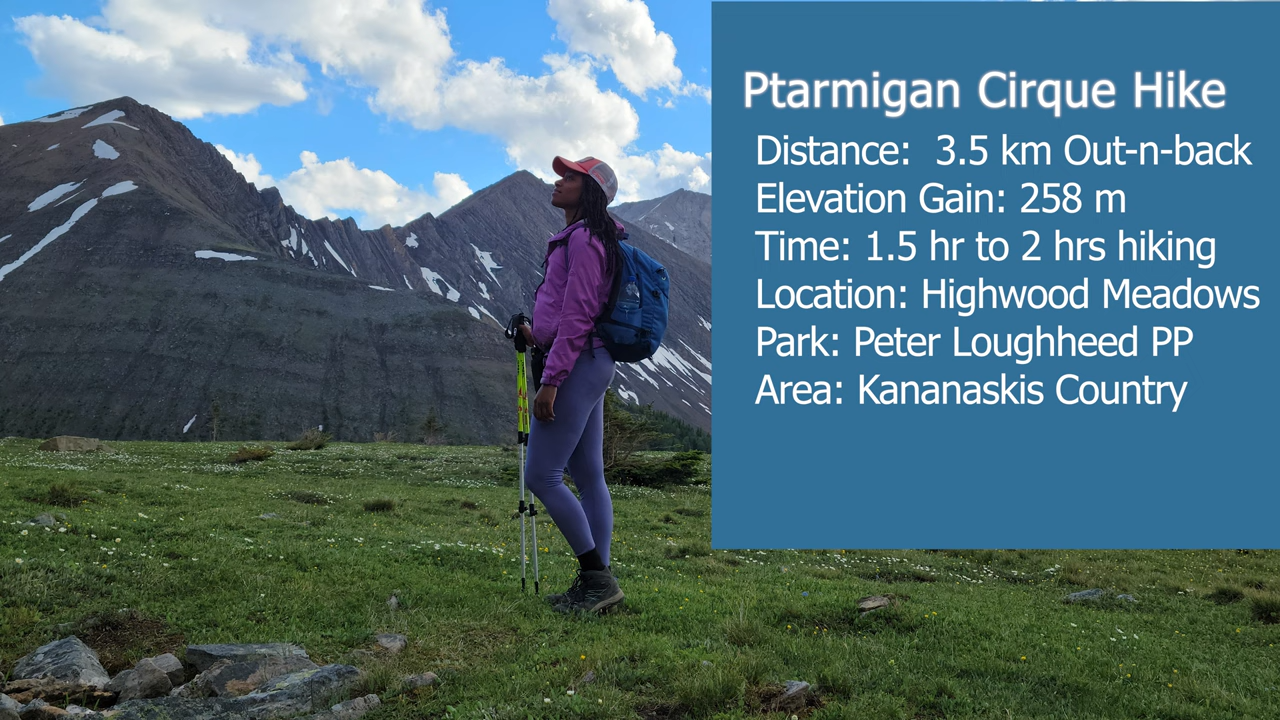 Ptarmigan Cirque Hike
Distance: 3.5 km Out-n-back
Elevation Gain: 258 m
Time: 1.5 hr to 2 hrs hiking
Location: Highwood Meadows
Park: Peter Loughheed PP
Area: Kananaskis Country